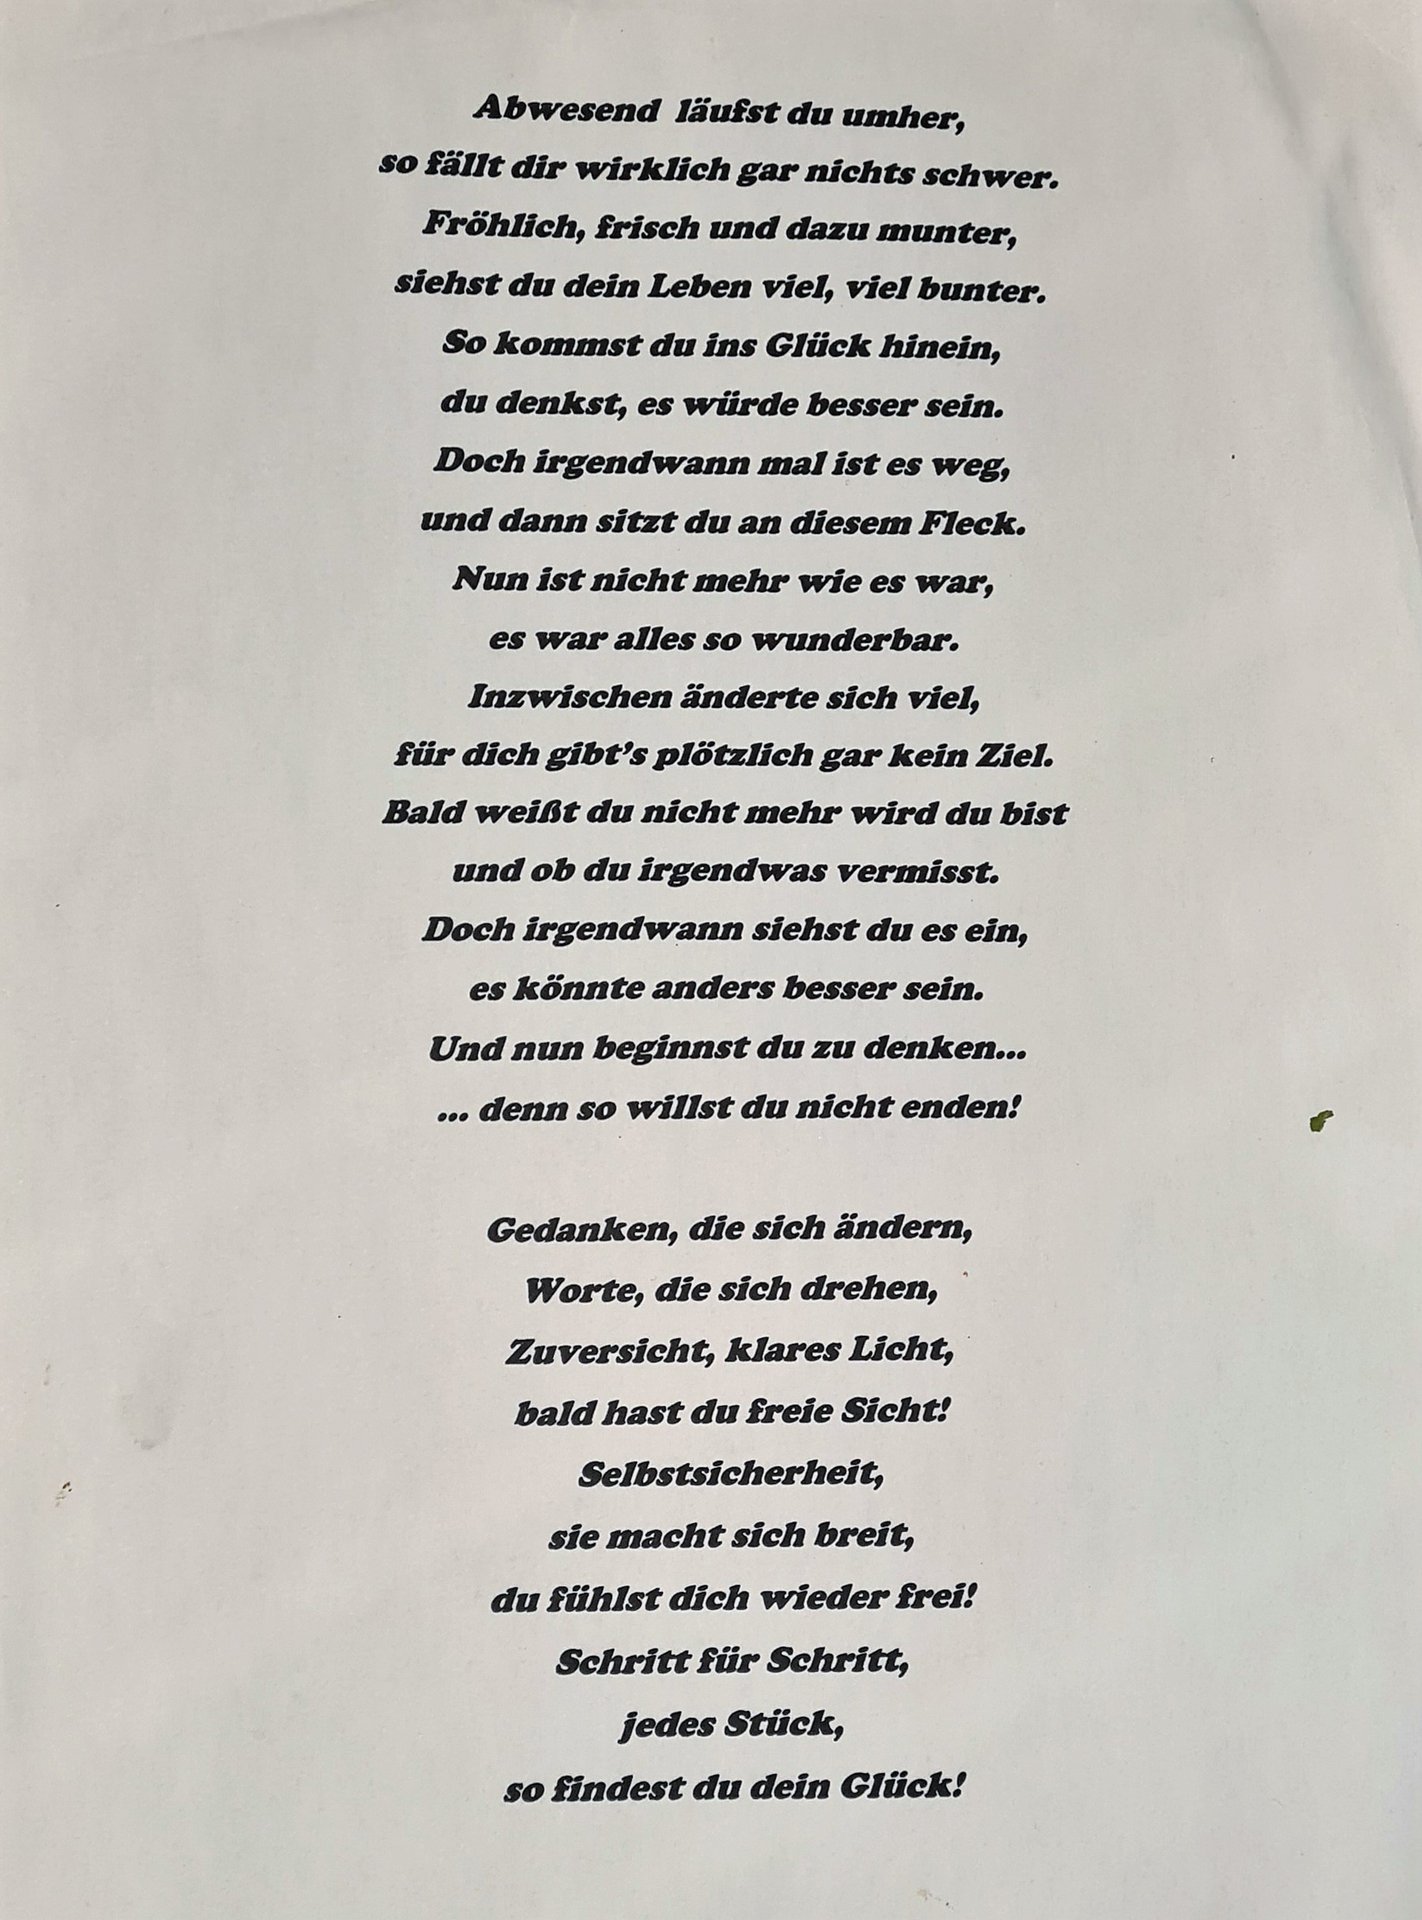 Abwesend läufst du umher,
so fällt dir wirklich gar nichts schwer.
Fröhlich, frisch und dazu munter,
siehst du dein Leben viel, viel bunter.
So kommst du ins Glück hinein,
du denkst, es würde besser sein.
Doch irgendwann mal ist es weg,
und dann sitzt du an diesem Fleck.
Nun ist nicht mehr wie es war,
es war alles so wunderbar.
Inzwischen änderte sich viel,
für dich gibt's plötzlich gar kein Ziel.
Bald weißt du nicht mehr wird du bist
und ob du irgendwas vermisst.
Doch irgendwann siehst du es ein,
es könnte anders besser sein.
Und nun beginnst du zu denken...
... denn so willst du nicht enden!
Gedanken, die sich ändern,
Worte, die sich drehen,
Zuversicht, klares Licht,
bald hast du freie Sicht!
Selbstsicherheit,
sie macht sich breit,
du fühlst dich wieder frei!
Schritt für Schritt,
jedes Stück,
so findest du dein Glück!